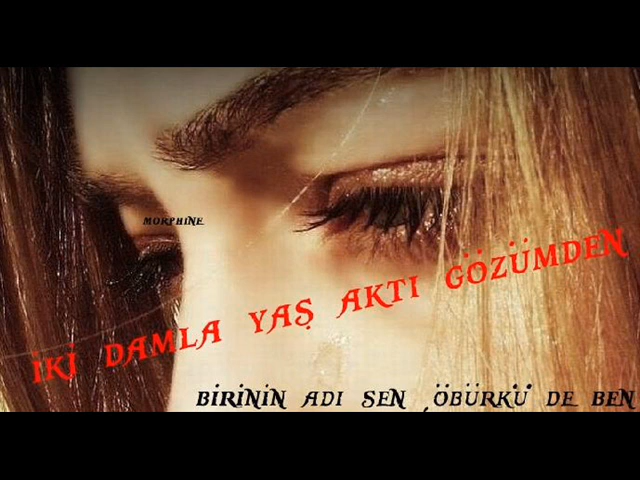 MORPHINE
İKİ DAMLA YAŞ AKTI GÖZÜMDEN
BİRİNİN ADI SEN ,ÖBÜRKÜ DE BEN